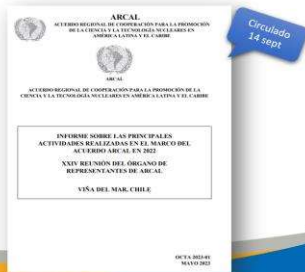 ARCAL
ACUERDO REGIONAL DE COOPERACIÓN PARA LA PROMOCIÓN
DE LA CIENCIA Y LA TECNOLOGÍA NUCLEARES EN
AMÉRICA LATINA Y EL CARIBE
ARCAL
ACUERDO REGIONAL DE COOPERACIÓN PARA LA PROMOCIÓN DE LA
CIENCIA Y LA TECNOLOGÍA NUCLEARES EN AMÉRICA LATINA Y EL CARIBE
INFORME SOBRE LAS PRINCIPALES
ACTIVIDADES REALIZADAS EN EL MARCO DEL
ACUERDO ARCAL EN 2022
XXIV REUNIÓN DEL ÓRGANO DE
REPRESENTANTES DE ARCAL
VIÑA DEL MAR, CHILE
OCTA 2023-01
MAYO 2023
Circulado
14 sept